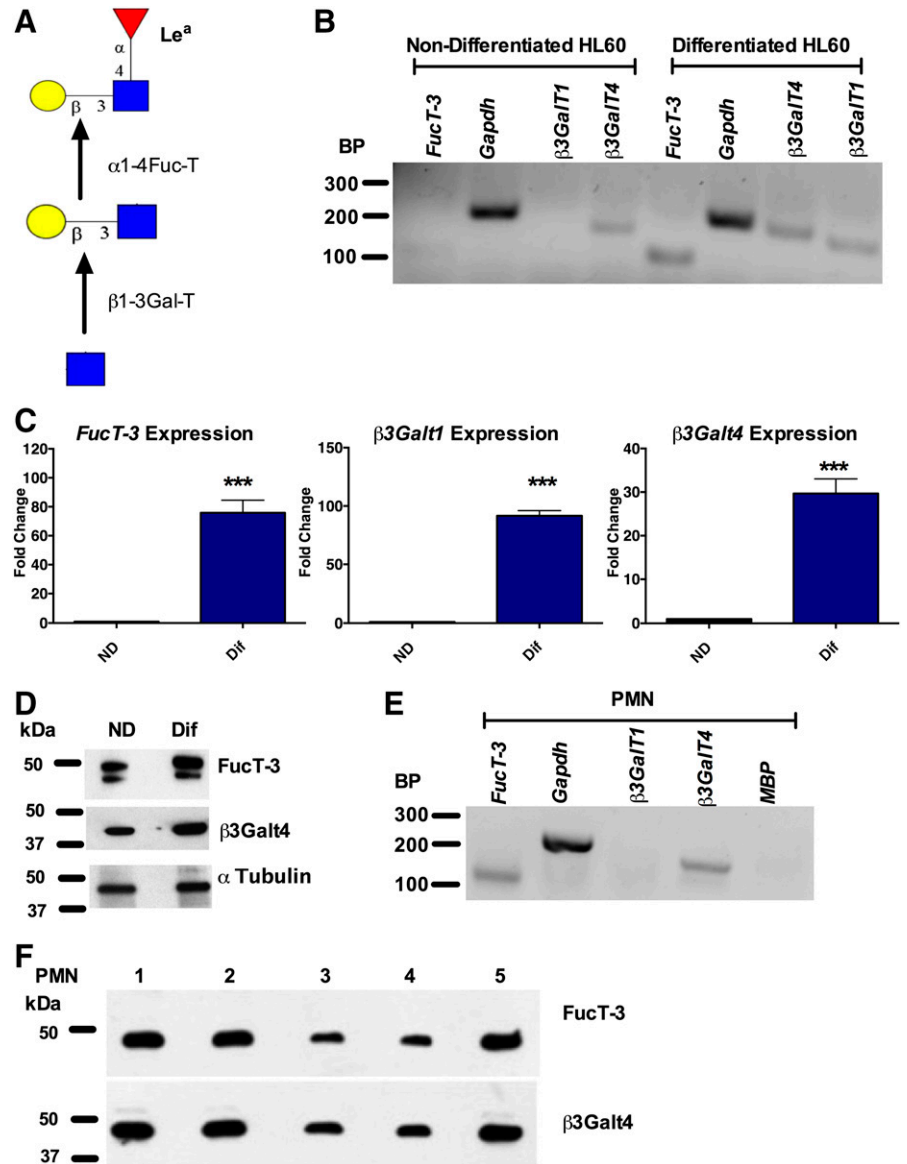 A
Le^a
α
4
β 3
α1-4Fuc-T
β 3
β1-3Gal-T
B
Non-Differentiated HL60 Differentiated HL60
FucT-3 Gapdh β3GalT1 β3GalT4 FucT-3 Gapdh β3GalT4 β3GalT1
BP
300
200
100
C
FucT-3 Expression
Fold Change
120
100
80
60
40
20
0
***
ND Dif
β3Galt1 Expression
Fold Change
150
100
50
0
***
ND Dif
β3Galt4 Expression
Fold Change
40
30
20
10
0
***
ND Dif
D
kDa ND Dif
50 FucT-3
50 β3Galt4
37
50 α Tubulin
37
E
PMN
FucT-3 Gapdh β3GalT1 β3GalT4 MBP
BP
300
200
100
F
PMN 1 2 3 4 5
kDa
50 FucT-3
50 β3Galt4
37